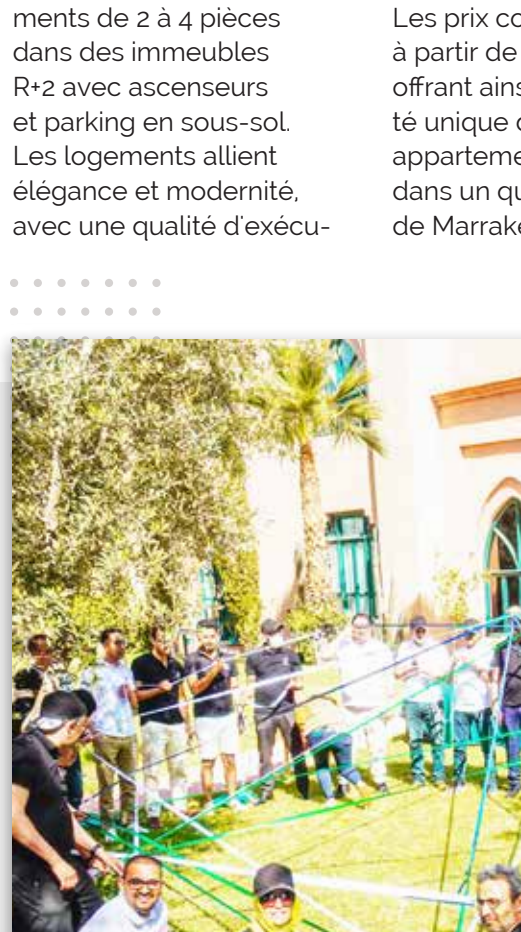 ments de 2 à 4 pièces
dans des immeubles
R+2 avec ascenseurs
et parking en sous-sol.
Les logements allient
élégance et modernité,
avec une qualité d'exécu-
Les prix
à partir de
offrant
té unique
dans un
de